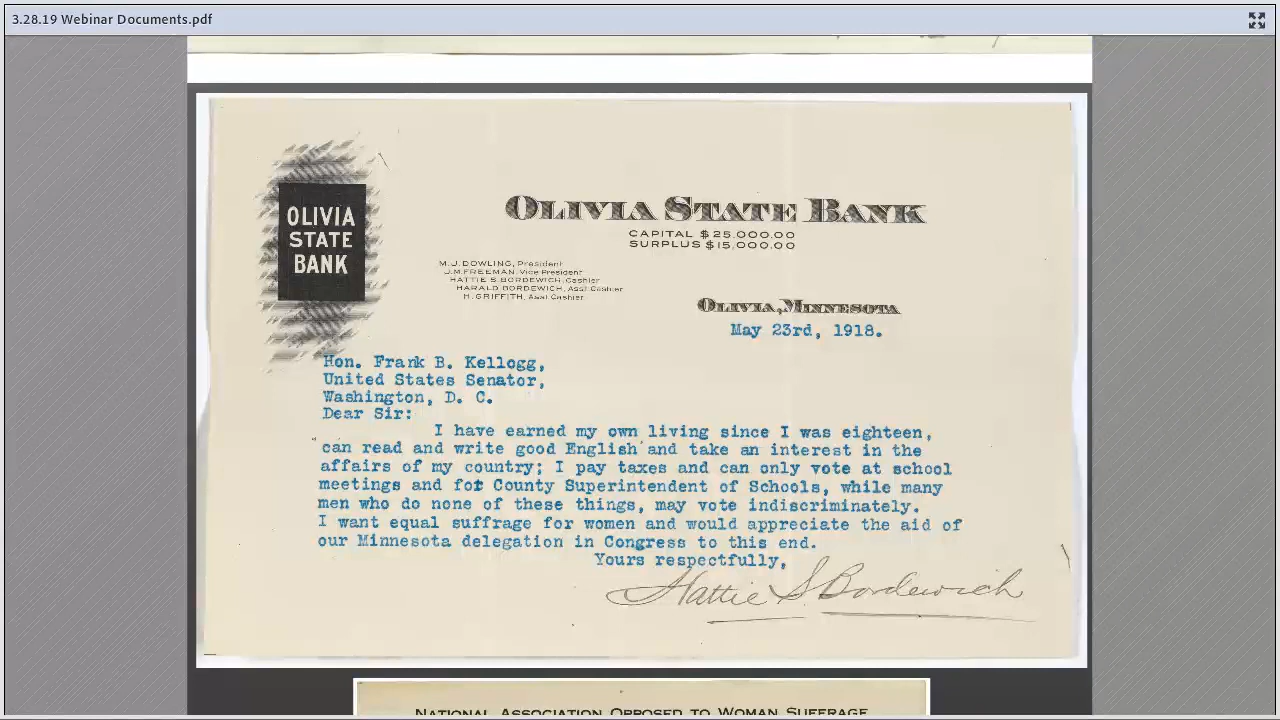 3.28.19 Webinar Documents.pdf
OLIVIA
STATE
BANK
OLIVIA STATE BANK
CAPITAL $25,000.00
SURPLUS $15,000.00
M. J. DOWLING, President
J. M. FREEMAN, Vice President
HATTIE S. BORDEWICH, Cashier
HARALD BORDEWICH, Asst Cashier
H. GRIFFITH, Asst Cashier
OLIVIA, MINNESOTA
May 23rd, 1918.
Hon. Frank B. Kellogg,
United States Senator,
Washington, D. C.
Dear Sir:
I have earned my own living since I was eighteen,
can read and write good English and take an interest in the
affairs of my country; I pay taxes and can only vote at school
meetings and for County Superintendent of Schools, while many
men who do none of these things, may vote indiscriminately.
I want equal suffrage for women and would appreciate the aid of
our Minnesota delegation in Congress to this end.
Yours respectfully,
Hattie S Bordewich
NATIONAL ASSOCIATION OPPOSED TO WOMAN SUFFRAGE